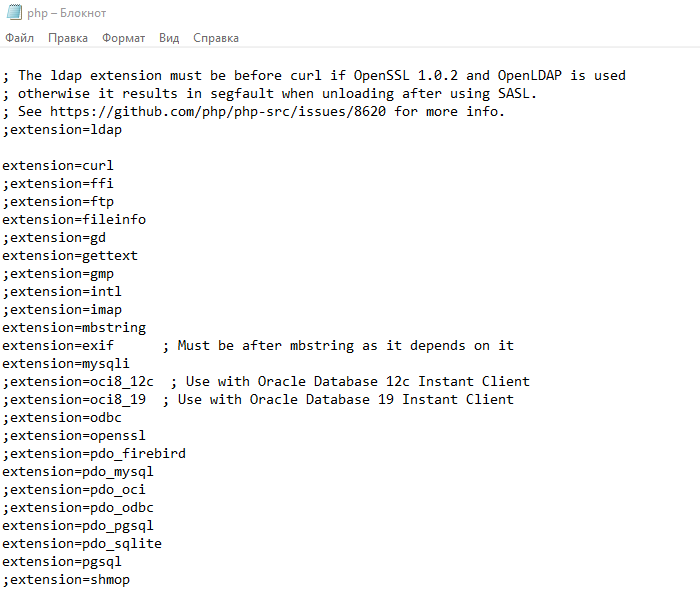 php – Блокнот
Файл Правка Формат Вид Справка
; The ldap extension must be before curl if OpenSSL 1.0.2 and OpenLDAP is used
; otherwise it results in segfault when unloading after using SASL.
; See https://github.com/php/php-src/issues/8620 for more info.
;extension=ldap

extension=curl
;extension=ffi
;extension=ftp
extension=fileinfo
;extension=gd
extension=gettext
;extension=gmp
;extension=intl
;extension=imap
extension=mbstring
extension=exif      ; Must be after mbstring as it depends on it
extension=mysqli
;extension=oci8_12c  ; Use with Oracle Database 12c Instant Client
;extension=oci8_19  ; Use with Oracle Database 19 Instant Client
;extension=odbc
;extension=openssl
;extension=pdo_firebird
extension=pdo_mysql
;extension=pdo_oci
;extension=pdo_odbc
extension=pdo_pgsql
extension=pdo_sqlite
extension=pgsql
;extension=shmop